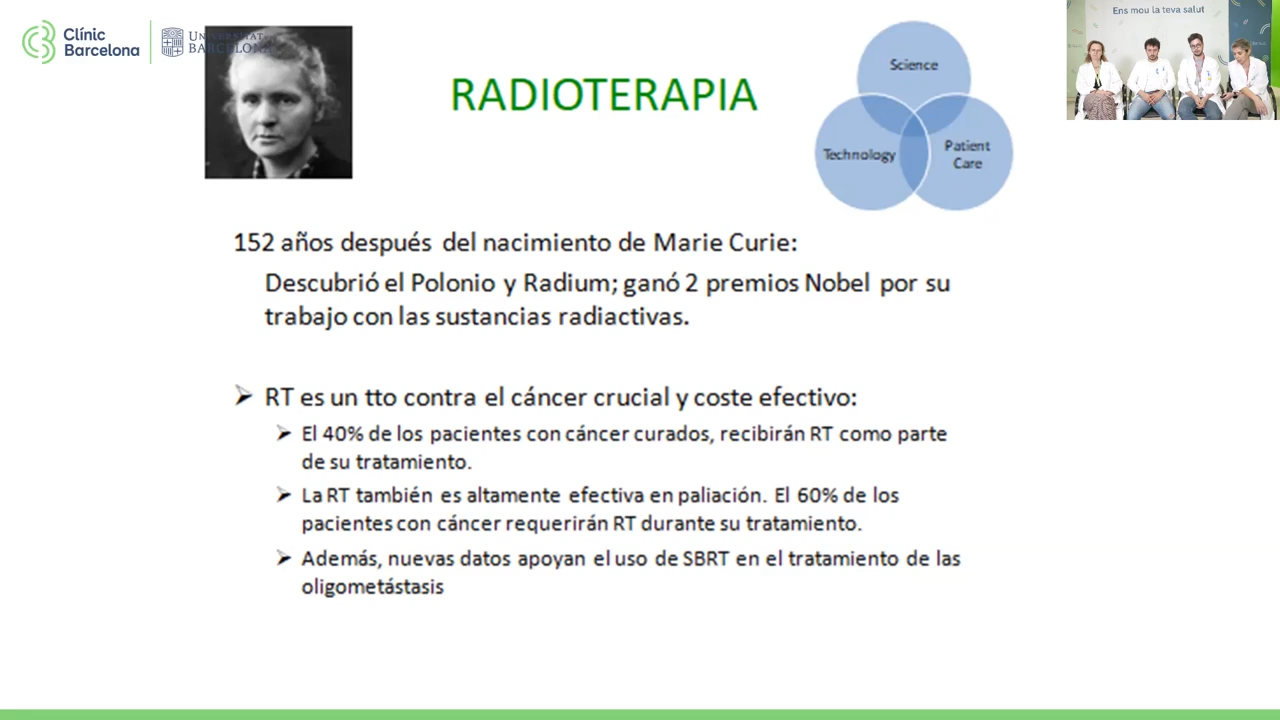 Clínic
Barcelona
UNIVERSITAT
BARCELONA
Ens mou la teva salut
RADIOTERAPIA
Science
Technology
Patient
Care
152 años después del nacimiento de Marie Curie:
Descubrió el Polonio y Radium; ganó 2 premios Nobel por su
trabajo con las sustancias radiactivas.
RT es un tto contra el cáncer crucial y coste efectivo:
El 40% de los pacientes con cáncer curados, recibirán RT como parte
de su tratamiento.
La RT también es altamente efectiva en paliación. El 60% de los
pacientes con cáncer requerirán RT durante su tratamiento.
Además, nuevas datos apoyan el uso de SBRT en el tratamiento de las
oligometástasis